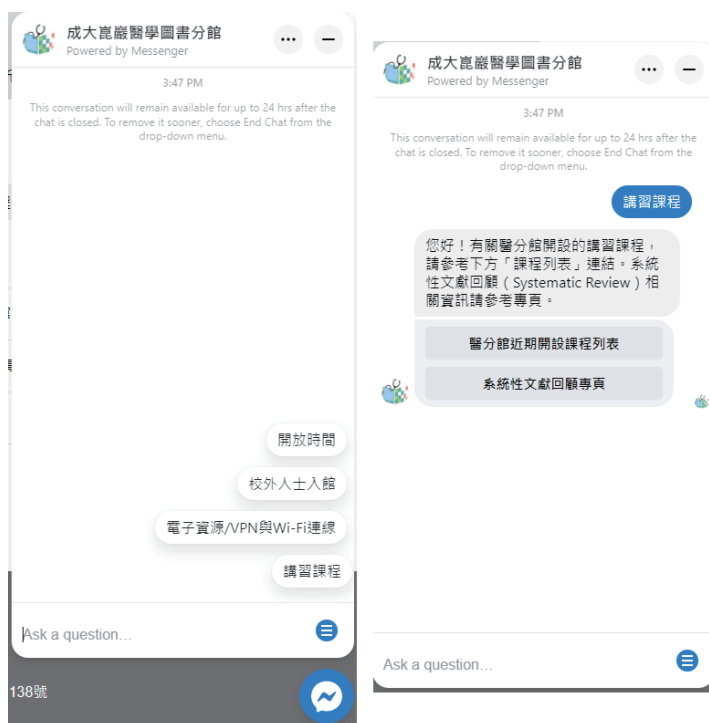 成大崑巖醫學圖書分館
Powered by Messenger
3:47 PM
This conversation will remain available for up to 24 hrs after the
chat is closed. To remove it sooner, choose End Chat from the
drop-down menu.
開放時間
校外人士入館
電子資源/VPN與Wi-Fi連線
講習課程
Ask a question...
138號
成大崑巖醫學圖書分館
Powered by Messenger
3:47 PM
This conversation will remain available for up to 24 hrs after the
chat is closed. To remove it sooner, choose End Chat from the
drop-down menu.
講習課程
您好！有關醫分館開設的講習課程，
請參考下方「課程列表」連結。系統
性文獻回顧（Systematic Review）相
關資訊請參考專頁。
醫分館近期開設課程列表
系統性文獻回顧專頁
Ask a question...